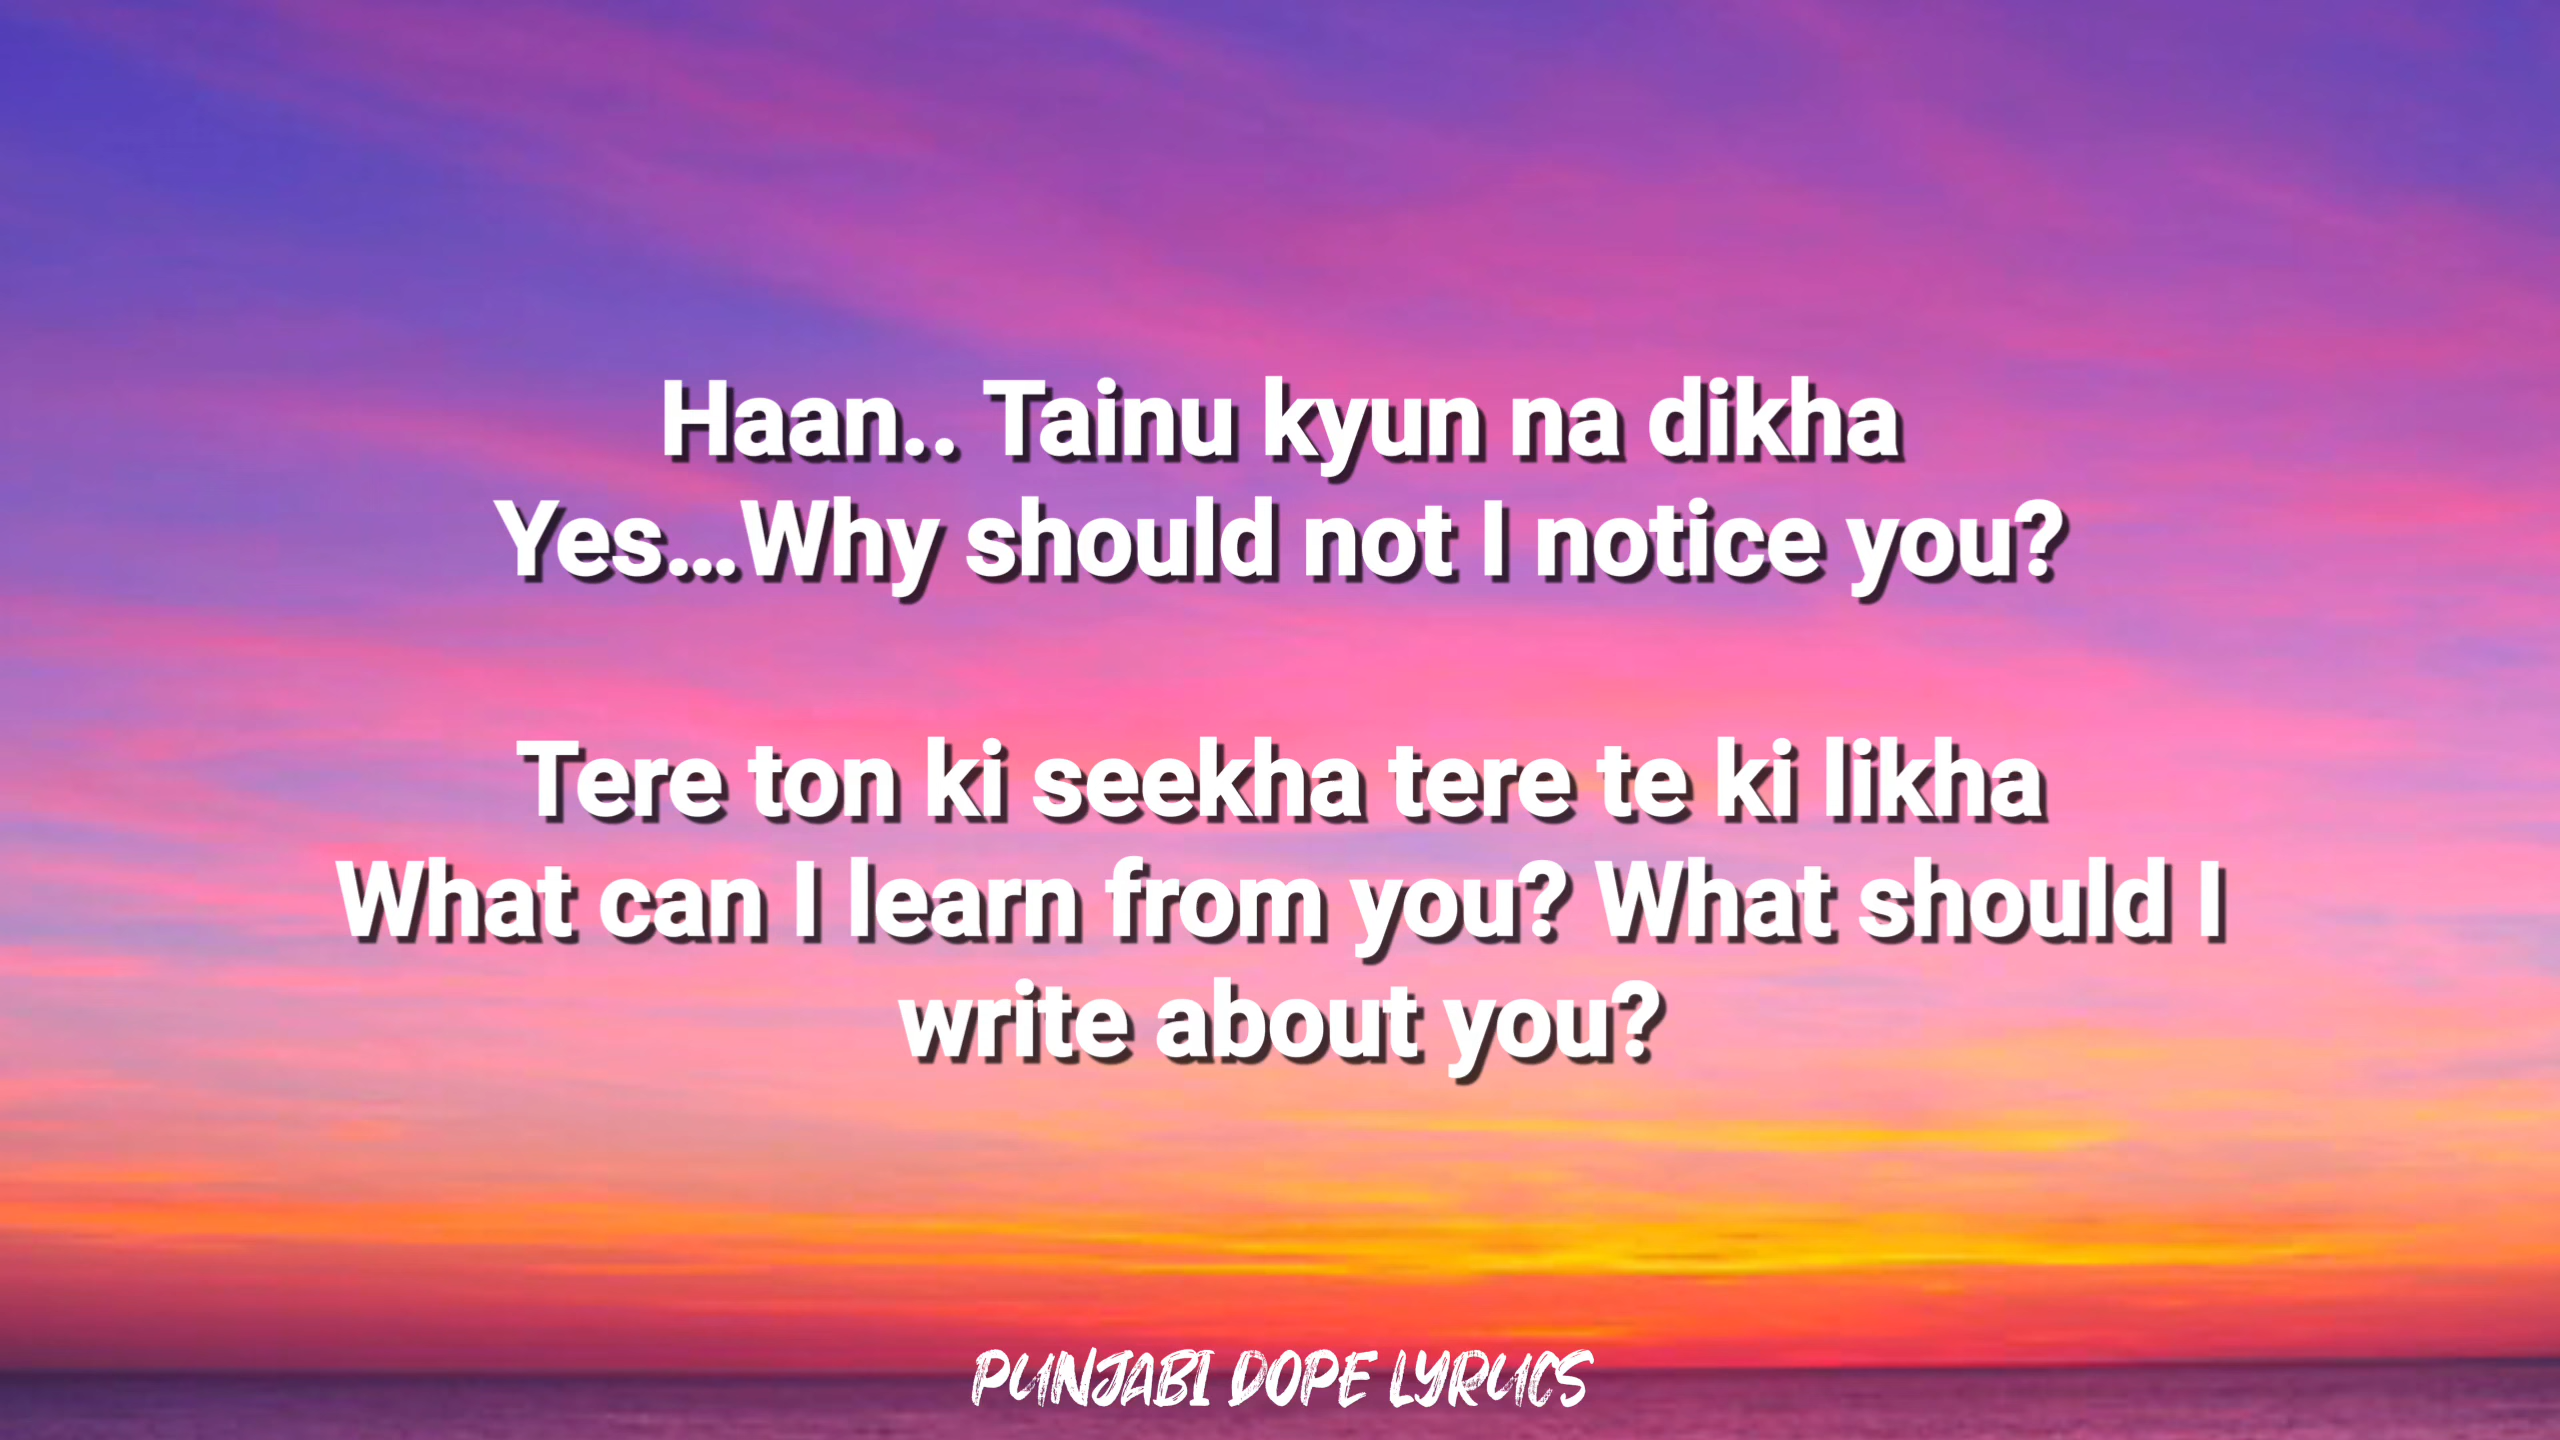 Haan.. Tainu kyun na dikha
Yes...Why should not I notice you?
Tere ton ki seekha tere te ki likha
What can I learn from you? What should I
write about you?
PUNJABI DOPE LYRICS